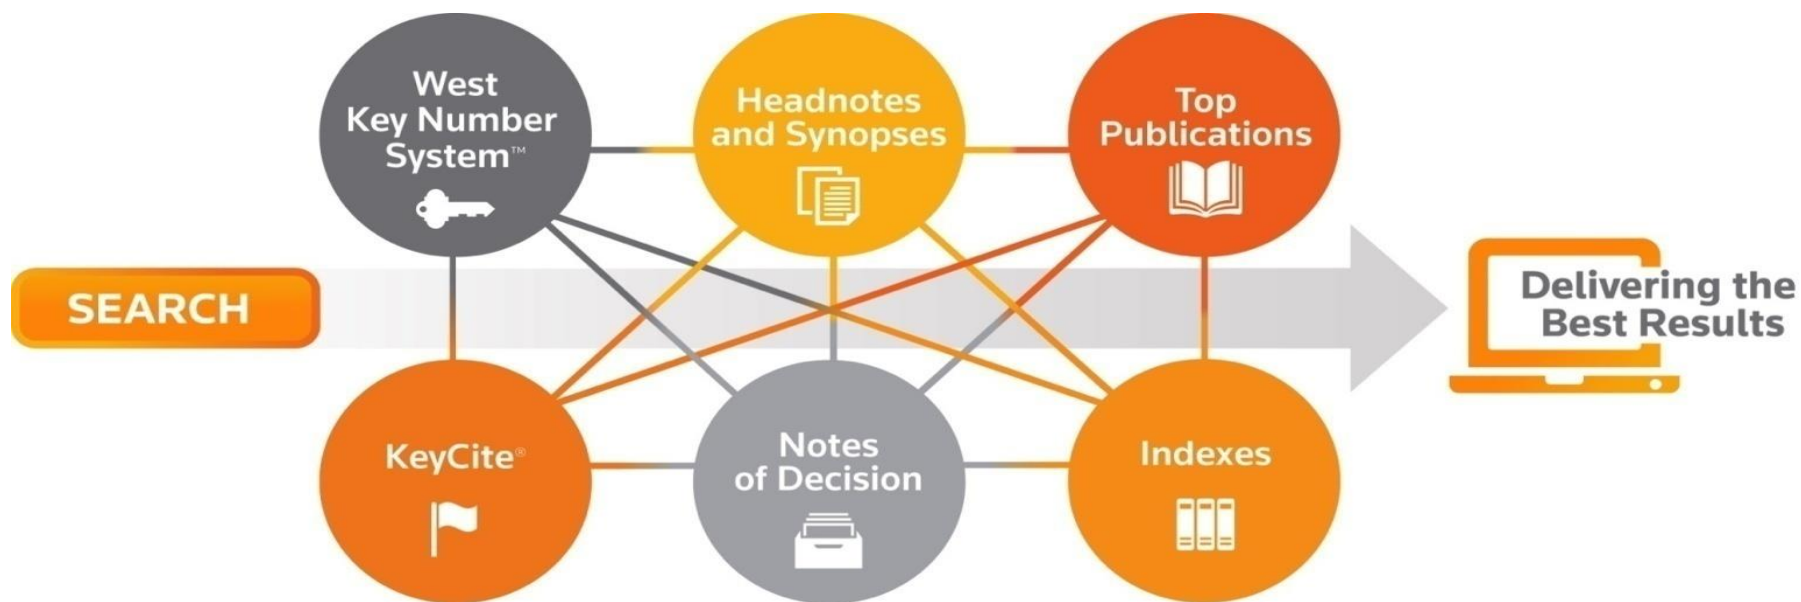 West
Key Number
System™
Headnotes
and Synopses
Top
Publications
SEARCH
Delivering the
Best Results
KeyCite®
Notes
of Decision
Indexes